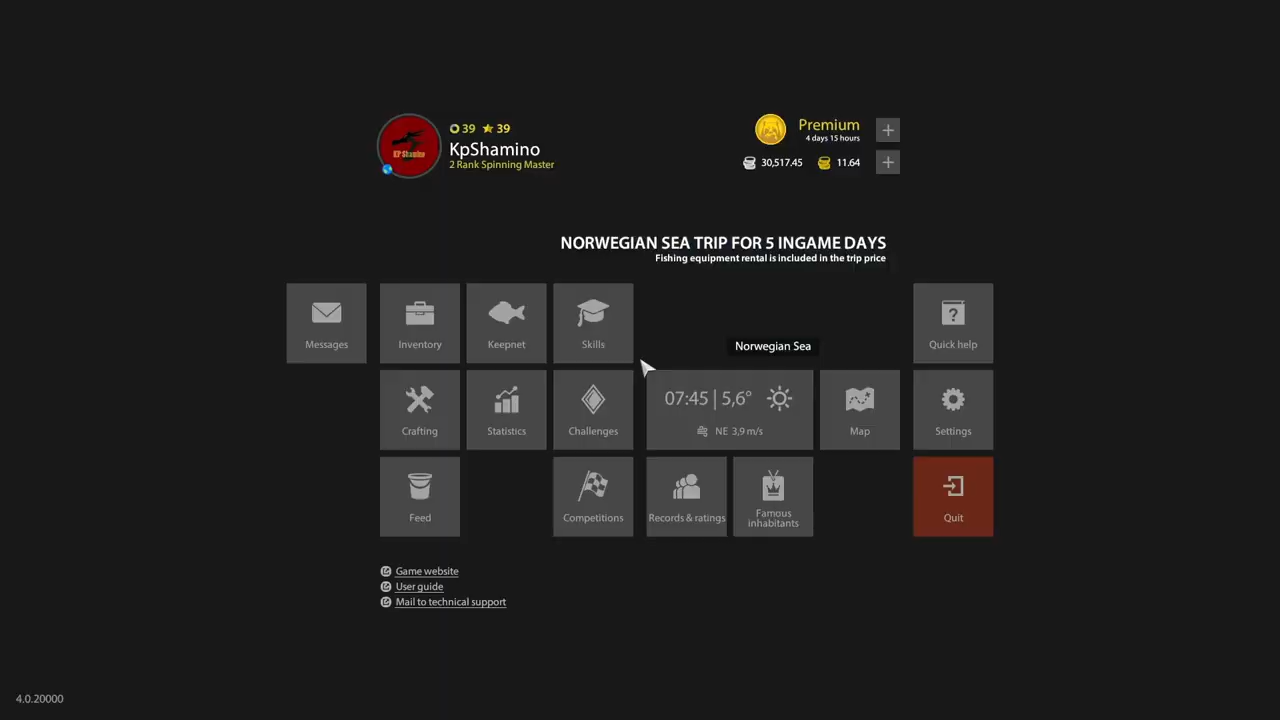 39 39
KpShamino
2 Rank Spinning Master
KP Shamino
Premium
4 days 15 hours
30,517.45 11.64
NORWEGIAN SEA TRIP FOR 5 INGAME DAYS
Fishing equipment rental is included in the trip price
Messages
Inventory
Keepnet
Skills
Norwegian Sea
Quick help
Crafting
Statistics
Challenges
07:45 | 5,6°
NE 3,9 m/s
Map
Settings
Feed
Competitions
Records & ratings
Famous
inhabitants
Quit
Game website
User guide
Mail to technical support
4.0.20000